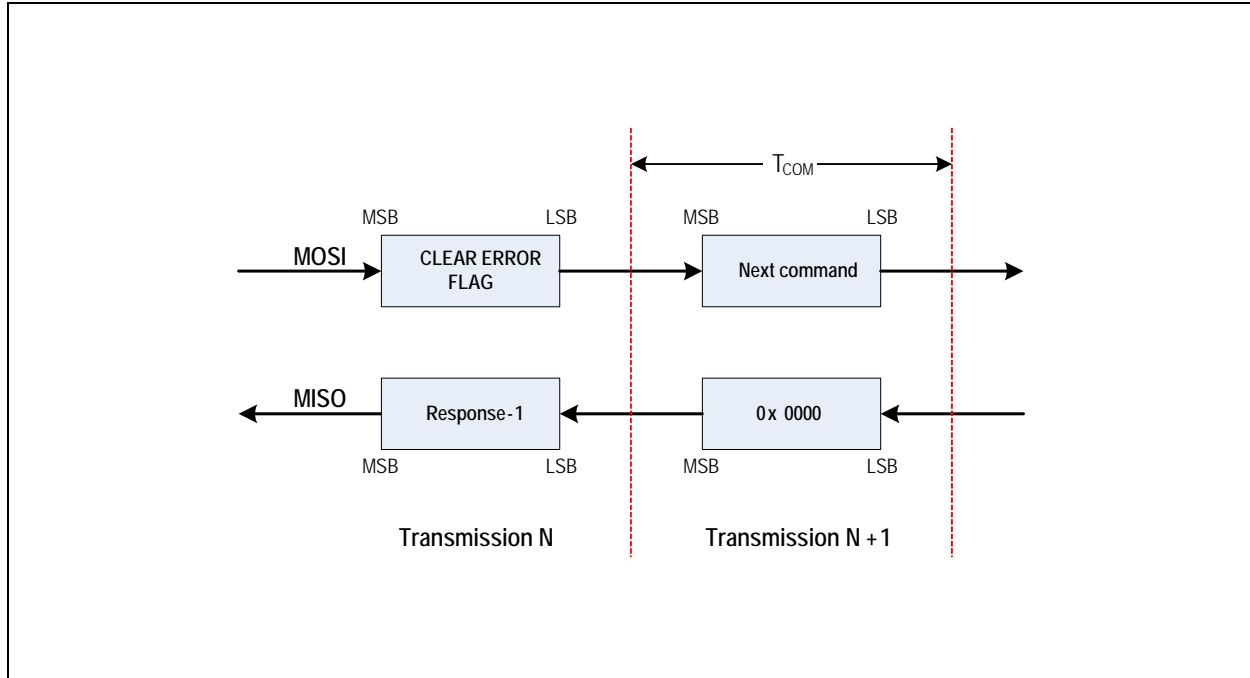 T_COM
MSB LSB MSB LSB
MOSI CLEAR ERROR FLAG Next command
MISO Response-1 0x 0000
MSB LSB MSB LSB
Transmission N Transmission N +1